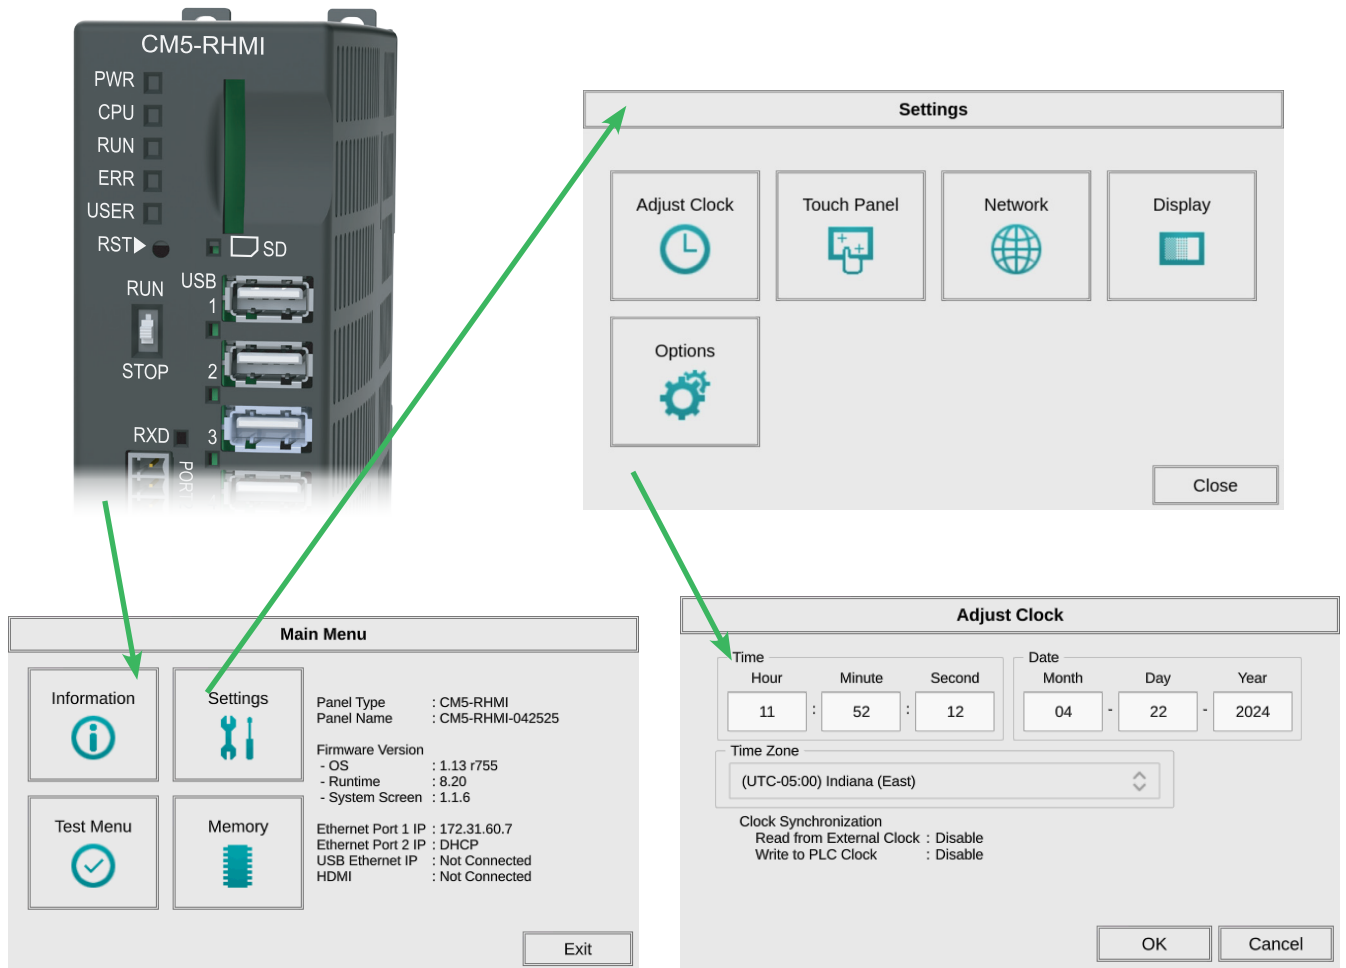 CM5-RHMI
PWR
CPU
RUN
ERR
USER
RST
SD
USB
RUN
1
STOP
2
RXD
3
Settings
Adjust Clock
Touch Panel
Network
Display
Options
Close
Main Menu
Information
Settings
Test Menu
Memory
Panel Type : CM5-RHMI
Panel Name : CM5-RHMI-042525
Firmware Version
- OS : 1.13 r755
- Runtime : 8.20
- System Screen : 1.1.6
Ethernet Port 1 IP : 172.31.60.7
Ethernet Port 2 IP : DHCP
USB Ethernet IP : Not Connected
HDMI : Not Connected
Exit
Adjust Clock
Time
Hour Minute Second
11 : 52 : 12
Date
Month Day Year
04 - 22 - 2024
Time Zone
(UTC-05:00) Indiana (East)
Clock Synchronization
Read from External Clock : Disable
Write to PLC Clock : Disable
OK
Cancel